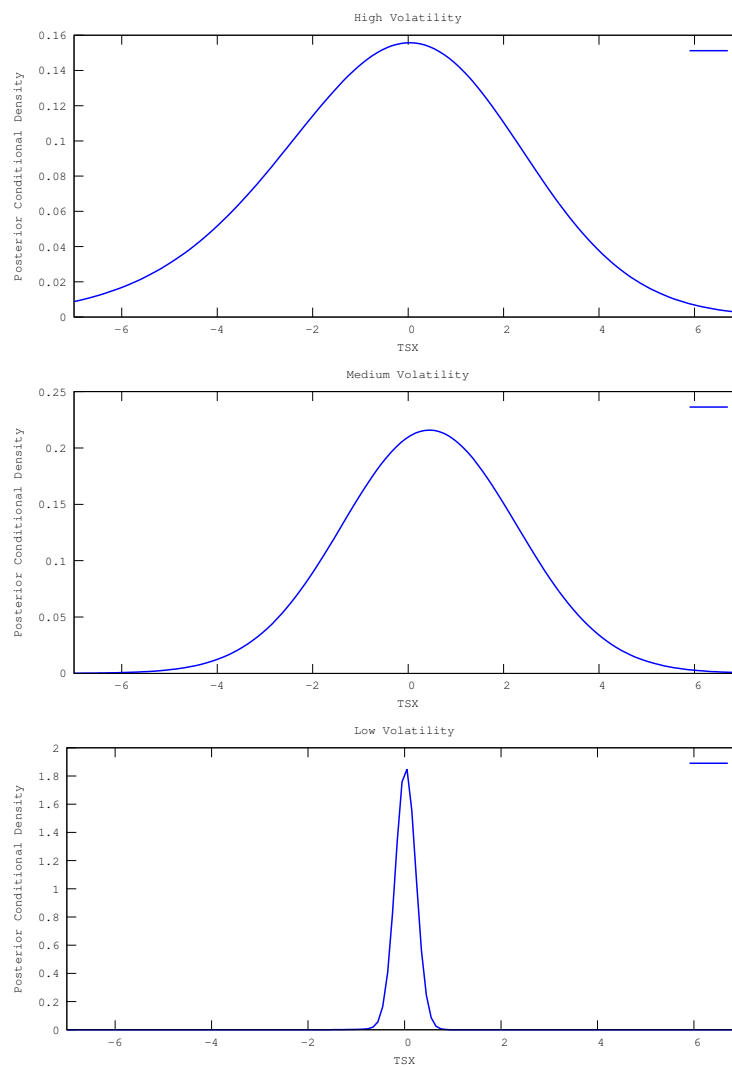 High Volatility
0.16
0.14
0.12
0.1
0.08
0.06
0.04
0.02
0
Posterior Conditional Density
-6 -4 -2 0 2 4 6
TSX
Medium Volatility
0.25
0.2
0.15
0.1
0.05
0
Posterior Conditional Density
-6 -4 -2 0 2 4 6
TSX
Low Volatility
2
1.8
1.6
1.4
1.2
1
0.8
0.6
0.4
0.2
0
Posterior Conditional Density
-6 -4 -2 0 2 4 6
TSX